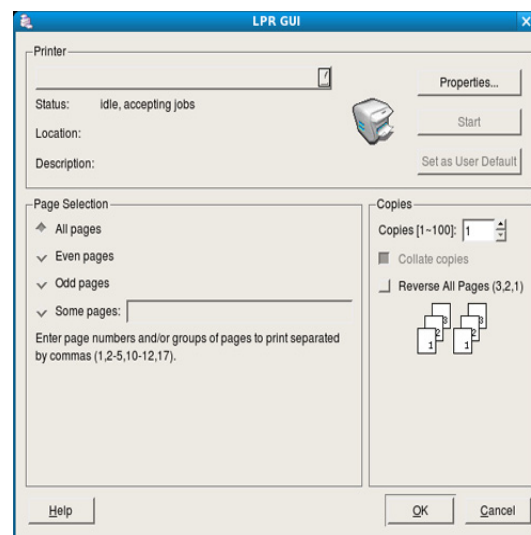 LPR GUI
Printer
Properties...
Status: idle, accepting jobs
Start
Location:
Description:
Set as User Default
Page Selection
All pages
Even pages
Odd pages
Some pages:
Enter page numbers and/or groups of pages to print separated
by commas (1,2-5,10-12,17).
Copies
Copies [1~100]: 1
Collate copies
Reverse All Pages (3,2,1)
3 3
2 2
1 1
Help
OK
Cancel